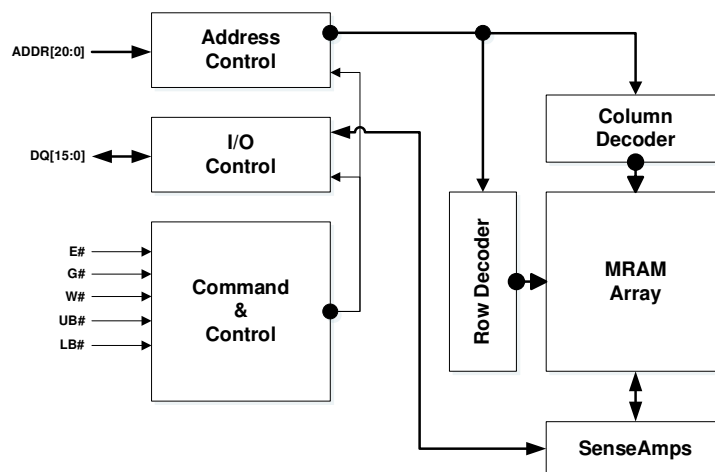 ADDR[20:0]
Address
Control
Column
Decoder
DQ[15:0]
I/O
Control
Row Decoder
MRAM
Array
E#
G#
W#
UB#
LB#
Command
&
Control
SenseAmps